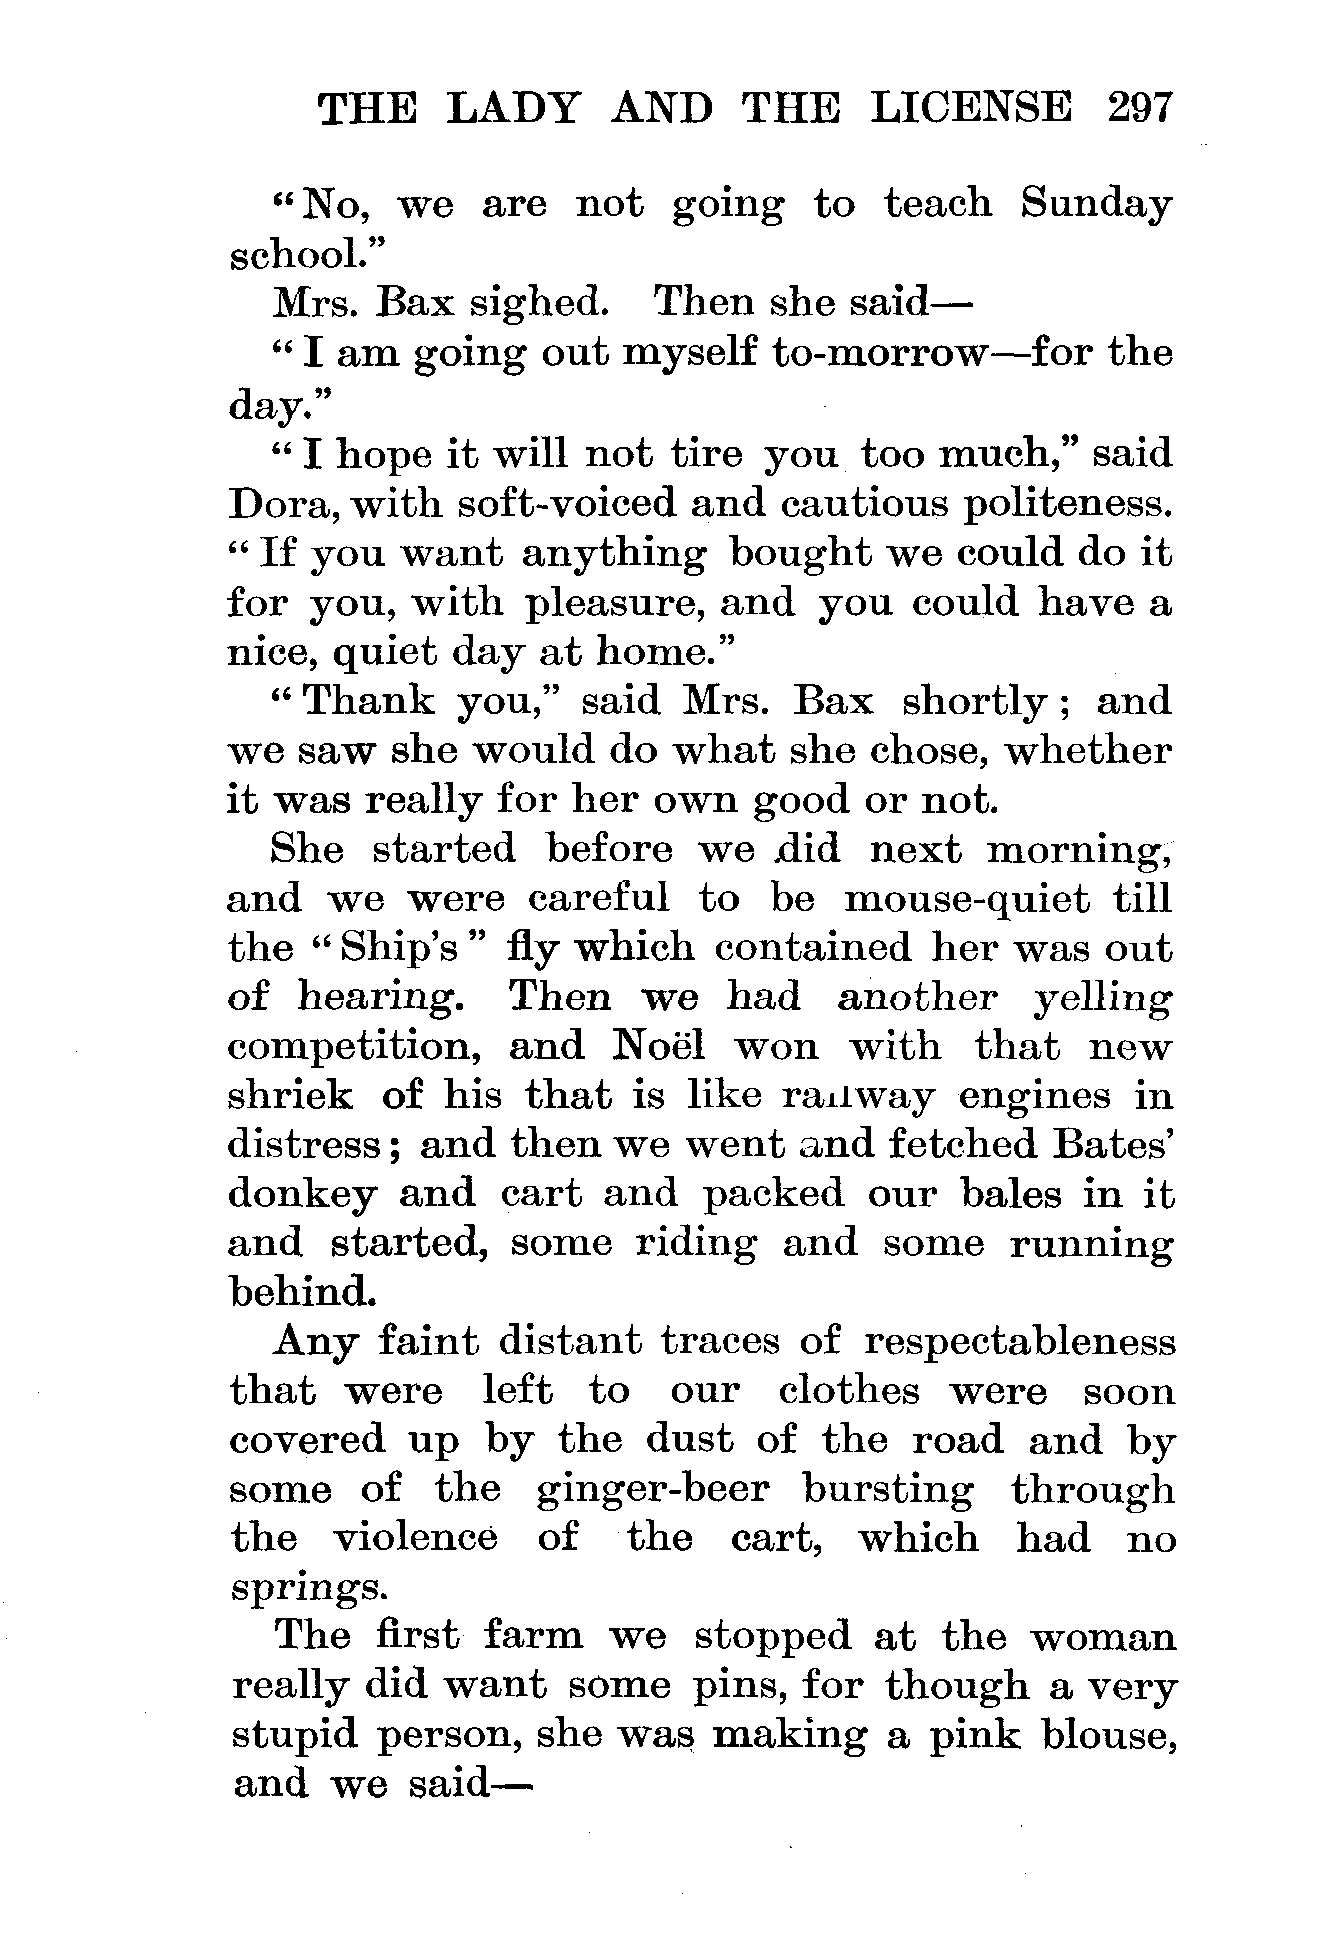 THE LADY AND THE LICENSE 297
“No, we are not going to teach Sunday
school.”
Mrs. Bax sighed. Then she said—
“I am going out myself to-morrow—for the
day.”
“I hope it will not tire you too much,” said
Dora, with soft-voiced and cautious politeness.
“If you want anything bought we could do it
for you, with pleasure, and you could have a
nice, quiet day at home.”
“Thank you,” said Mrs. Bax shortly; and
we saw she would do what she chose, whether
it was really for her own good or not.
She started before we did next morning,
and we were careful to be mouse-quiet till
the “Ship's” fly which contained her was out
of hearing. Then we had another yelling
competition, and Noël won with that new
shriek of his that is like railway engines in
distress; and then we went and fetched Bates'
donkey and cart and packed our bales in it
and started, some riding and some running
behind.
Any faint distant traces of respectableness
that were left to our clothes were soon
covered up by the dust of the road and by
some of the ginger-beer bursting through
the violence of the cart, which had no
springs.
The first farm we stopped at the woman
really did want some pins, for though a very
stupid person, she was making a pink blouse,
and we said—